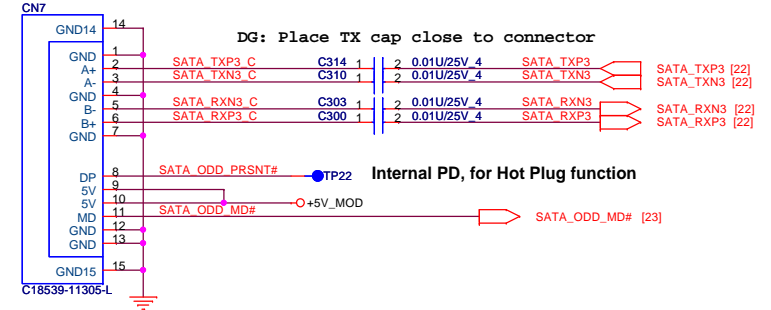 CN7
GND14 14
DG: Place TX cap close to connector
GND 1
A+ 2 SATA_TXP3_C C314 1 2 0.01U/25V_4 SATA_TXP3 SATA_TXP3 [22]
A- 3 SATA_TXN3_C C310 1 2 0.01U/25V_4 SATA_TXN3 SATA_TXN3 [22]
GND 4
B- 5 SATA_RXN3_C C303 1 2 0.01U/25V_4 SATA_RXN3 SATA_RXN3 [22]
B+ 6 SATA_RXP3_C C300 1 2 0.01U/25V_4 SATA_RXP3 SATA_RXP3 [22]
GND 7
DP 8 SATA_ODD_PRSNT# TP22 Internal PD, for Hot Plug function
5V 9
5V 10 +5V_MOD
MD 11 SATA_ODD_MD# SATA_ODD_MD# [23]
GND 12
GND 13
GND15 15
C18539-11305-L